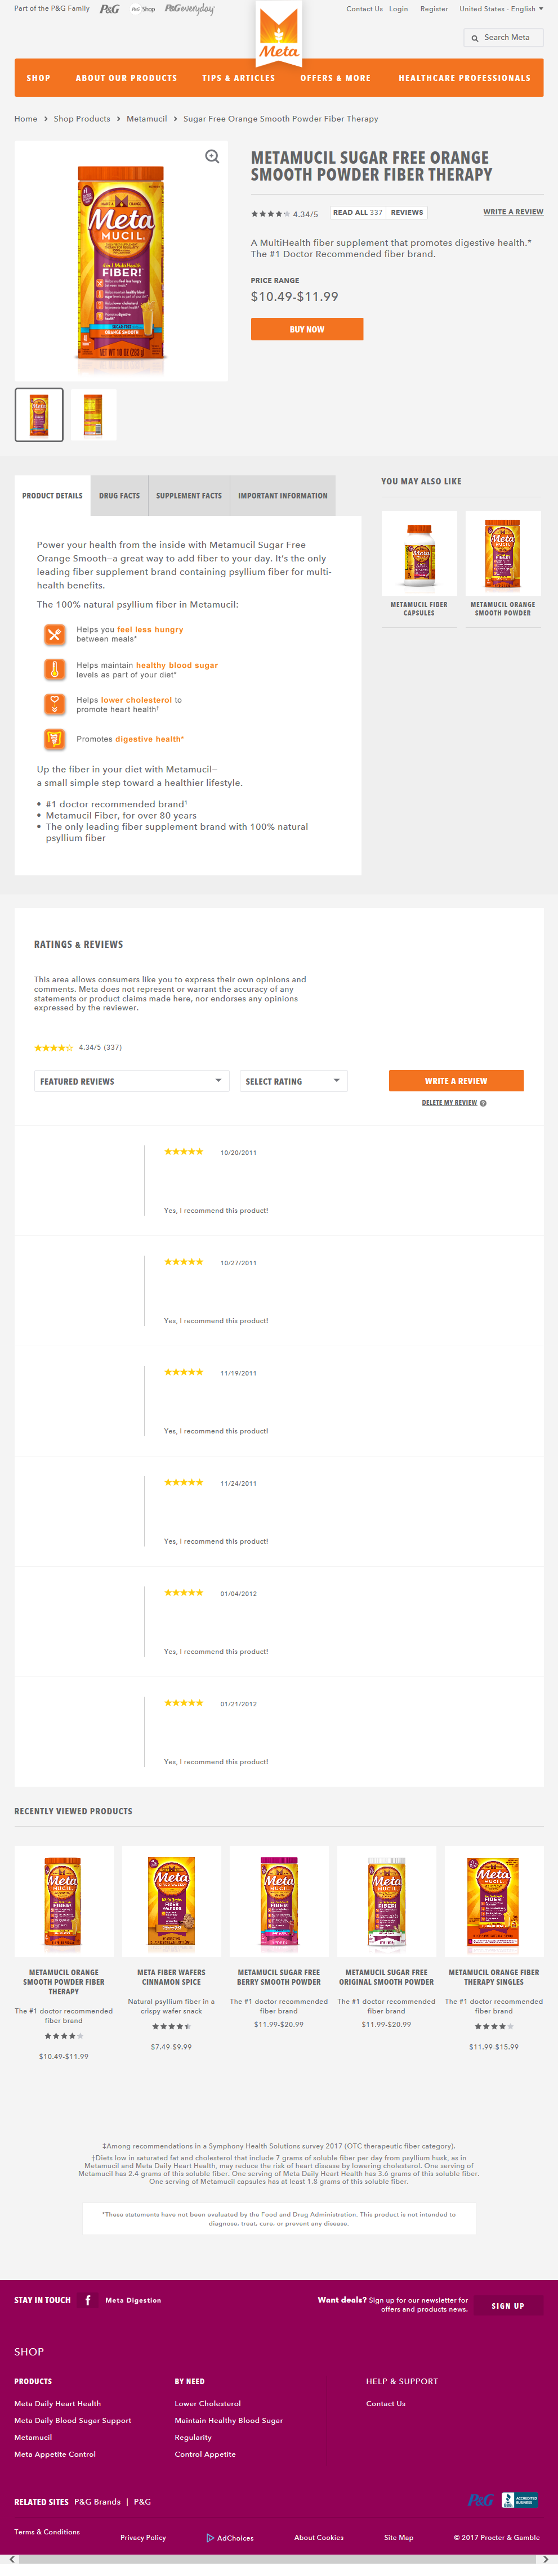 Part of the P&G Family P&G P&G Shop P&G everyday
Contact Us Login Register United States - English
Meta
Search Meta
SHOP ABOUT OUR PRODUCTS TIPS & ARTICLES OFFERS & MORE HEALTHCARE PROFESSIONALS
Home > Shop Products > Metamucil > Sugar Free Orange Smooth Powder Fiber Therapy
Meta
MUCIL
4-in-1 MultiHealth
FIBER!
SUGAR FREE
ORANGE SMOOTH
NET WT 10 OZ (283 g)
METAMUCIL SUGAR FREE ORANGE
SMOOTH POWDER FIBER THERAPY
4.34/5 READ ALL 337 REVIEWS WRITE A REVIEW
A MultiHealth fiber supplement that promotes digestive health.*
The #1 Doctor Recommended fiber brand.
PRICE RANGE
$10.49-$11.99
BUY NOW
PRODUCT DETAILS DRUG FACTS SUPPLEMENT FACTS IMPORTANT INFORMATION
Power your health from the inside with Metamucil Sugar Free
Orange Smooth—a great way to add fiber to your day. It's the only
leading fiber supplement brand containing psyllium fiber for multi-
health benefits.
The 100% natural psyllium fiber in Metamucil:
Helps you feel less hungry
between meals*
Helps maintain healthy blood sugar
levels as part of your diet*
Helps lower cholesterol to
promote heart health†
Promotes digestive health*
Up the fiber in your diet with Metamucil—
a small simple step toward a healthier lifestyle.
• #1 doctor recommended brand¹
• Metamucil Fiber, for over 80 years
• The only leading fiber supplement brand with 100% natural
psyllium fiber
YOU MAY ALSO LIKE
METAMUCIL FIBER
CAPSULES
METAMUCIL ORANGE
SMOOTH POWDER
RATINGS & REVIEWS
This area allows consumers like you to express their own opinions and
comments. Meta does not represent or warrant the accuracy of any
statements or product claims made here, nor endorses any opinions
expressed by the reviewer.
4.34/5 (337)
FEATURED REVIEWS SELECT RATING WRITE A REVIEW
DELETE MY REVIEW ?
10/20/2011
Yes, I recommend this product!
10/27/2011
Yes, I recommend this product!
11/19/2011
Yes, I recommend this product!
11/24/2011
Yes, I recommend this product!
01/04/2012
Yes, I recommend this product!
01/21/2012
Yes, I recommend this product!
RECENTLY VIEWED PRODUCTS
METAMUCIL ORANGE
SMOOTH POWDER FIBER
THERAPY
The #1 doctor recommended
fiber brand
$10.49-$11.99
META FIBER WAFERS
CINNAMON SPICE
Natural psyllium fiber in a
crispy wafer snack
$7.49-$9.99
METAMUCIL SUGAR FREE
BERRY SMOOTH POWDER
The #1 doctor recommended
fiber brand
$11.99-$20.99
METAMUCIL SUGAR FREE
ORIGINAL SMOOTH POWDER
The #1 doctor recommended
fiber brand
$11.99-$20.99
METAMUCIL ORANGE FIBER
THERAPY SINGLES
The #1 doctor recommended
fiber brand
$11.99-$15.99
‡Among recommendations in a Symphony Health Solutions survey 2017 (OTC therapeutic fiber category).
†Diets low in saturated fat and cholesterol that include 7 grams of soluble fiber per day from psyllium husk, as in
Metamucil and Meta Daily Heart Health, may reduce the risk of heart disease by lowering cholesterol. One serving of
Metamucil has 2.4 grams of this soluble fiber. One serving of Meta Daily Heart Health has 3.6 grams of this soluble fiber.
One serving of Metamucil capsules has at least 1.8 grams of this soluble fiber.
*These statements have not been evaluated by the Food and Drug Administration. This product is not intended to
diagnose, treat, cure, or prevent any disease.
STAY IN TOUCH f Meta Digestion
Want deals? Sign up for our newsletter for
offers and products news.
SIGN UP
SHOP
PRODUCTS
Meta Daily Heart Health
Meta Daily Blood Sugar Support
Metamucil
Meta Appetite Control
BY NEED
Lower Cholesterol
Maintain Healthy Blood Sugar
Regularity
Control Appetite
HELP & SUPPORT
Contact Us
RELATED SITES P&G Brands | P&G
P&G BBB ACCREDITED BUSINESS
Terms & Conditions Privacy Policy AdChoices About Cookies Site Map © 2017 Procter & Gamble